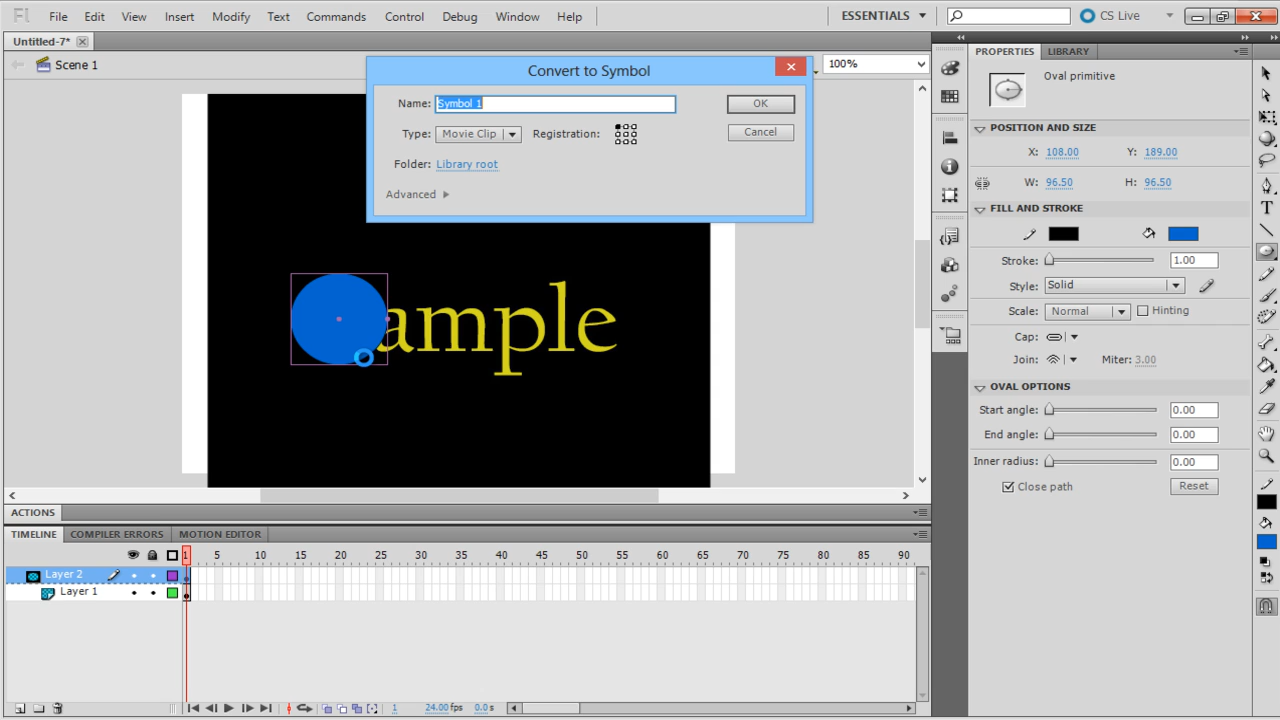 Fl File Edit View Insert Modify Text Commands Control Debug Window Help ESSENTIALS CS Live
Untitled-7*
Scene 1 100%
Convert to Symbol
Name: Symbol 1 OK
Type: Movie Clip Registration: Cancel
Folder: Library root
Advanced
ample
PROPERTIES LIBRARY
Oval primitive
POSITION AND SIZE
X: 108.00 Y: 189.00
W: 96.50 H: 96.50
FILL AND STROKE
Stroke: 1.00
Style: Solid
Scale: Normal Hinting
Cap:
Join: Miter: 3.00
OVAL OPTIONS
Start angle: 0.00
End angle: 0.00
Inner radius: 0.00
Close path Reset
ACTIONS
TIMELINE COMPILER ERRORS MOTION EDITOR
1 5 10 15 20 25 30 35 40 45 50 55 60 65 70 75 80 85 90
Layer 2
Layer 1
1 24.00 fps 0.0 s